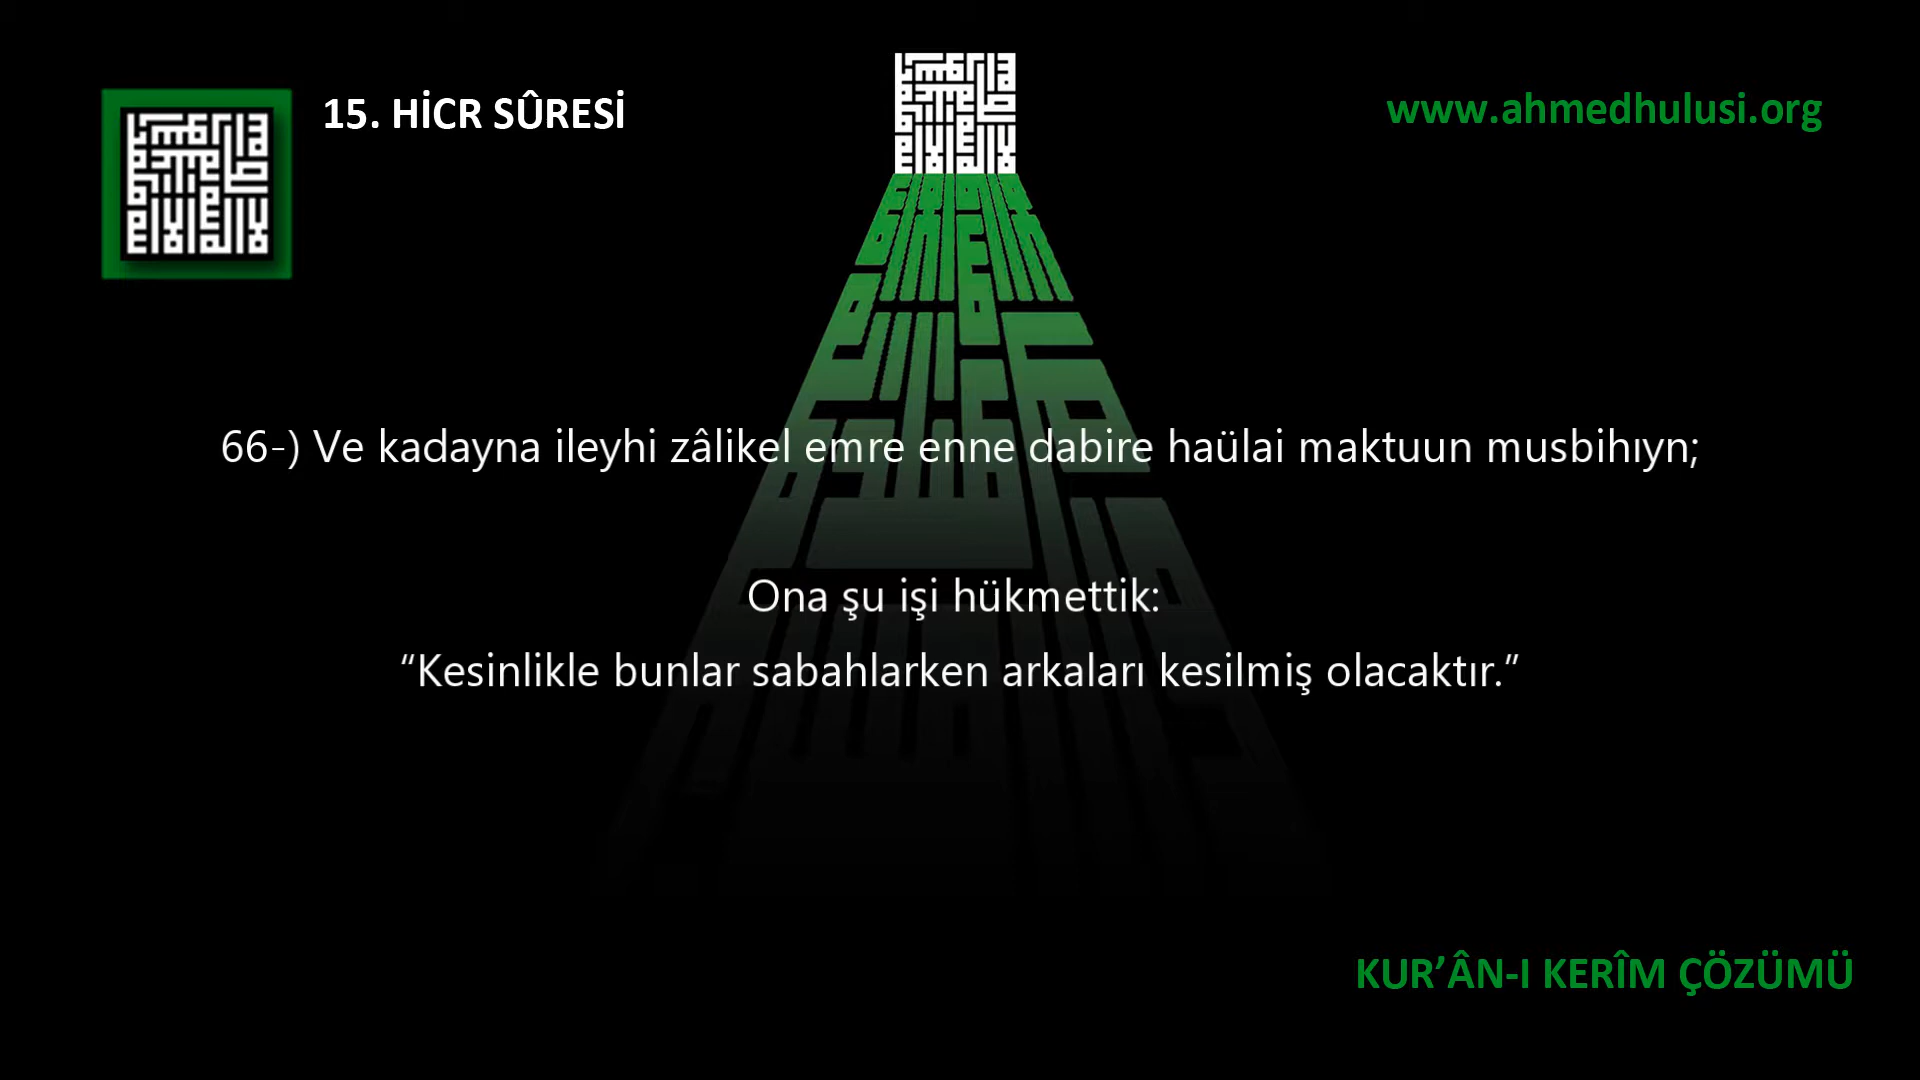 15. HİCR SÛRESİ
www.ahmedhulusi.org
66-) Ve kadayna ileyhi zâlikel emre enne dabire haülai maktuun musbihıyn;
Ona şu işi hükmettik:
“Kesinlikle bunlar sabahlarken arkaları kesilmiş olacaktır.”
KUR’ÂN-I KERÎM ÇÖZÜMÜ